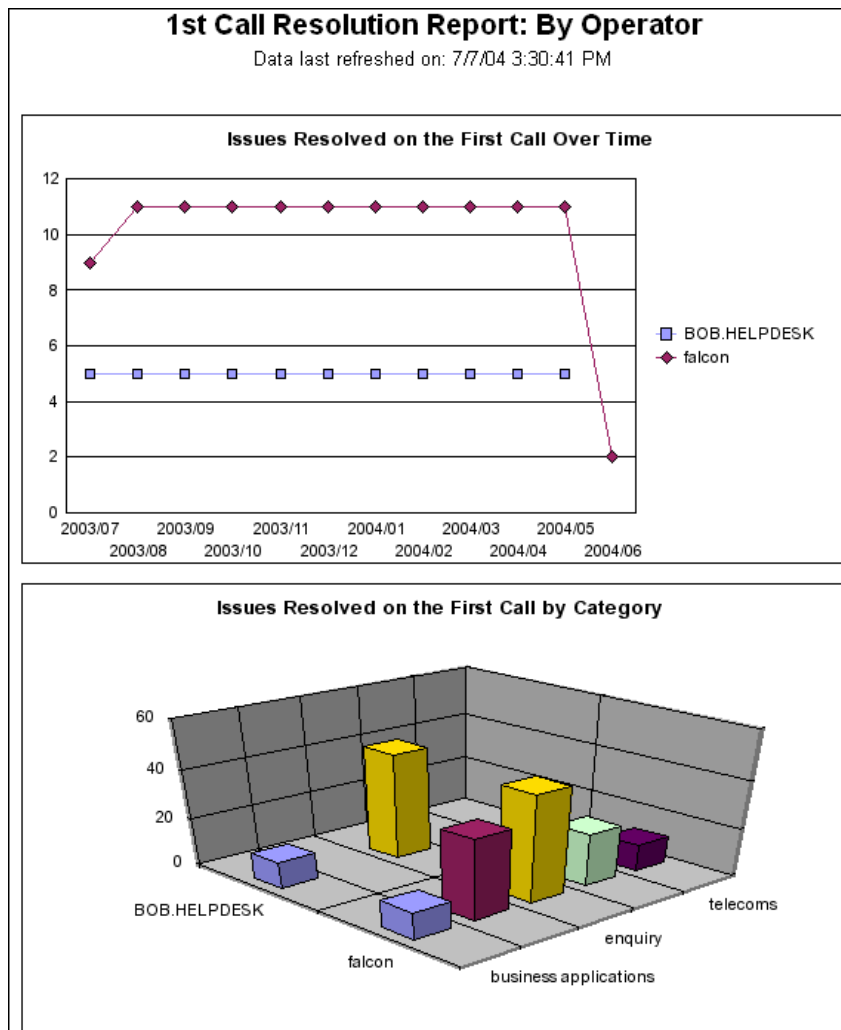 1st Call Resolution Report: By Operator
Data last refreshed on: 7/7/04 3:30:41 PM
Issues Resolved on the First Call Over Time
12
10
8
6
4
2
0
2003/07 2003/09 2003/11 2004/01 2004/03 2004/05
2003/08 2003/10 2003/12 2004/02 2004/04 2004/06
BOB.HELPDESK
falcon
Issues Resolved on the First Call by Category
60
40
20
0
BOB.HELPDESK
falcon
business applications
enquiry
telecoms